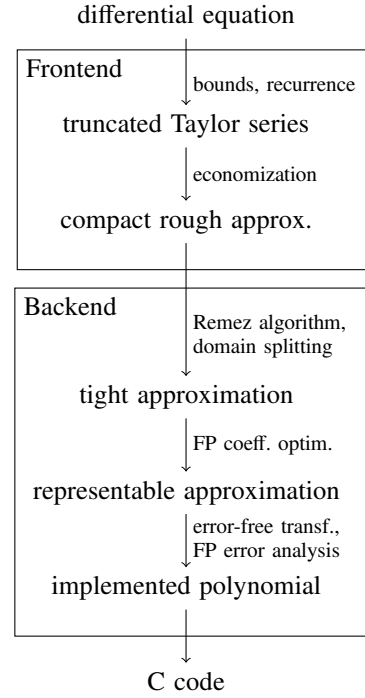 differential equation
Frontend
bounds, recurrence
truncated Taylor series
economization
compact rough approx.
Backend
Remez algorithm,
domain splitting
tight approximation
FP coeff. optim.
representable approximation
error-free transf.,
FP error analysis
implemented polynomial
C code